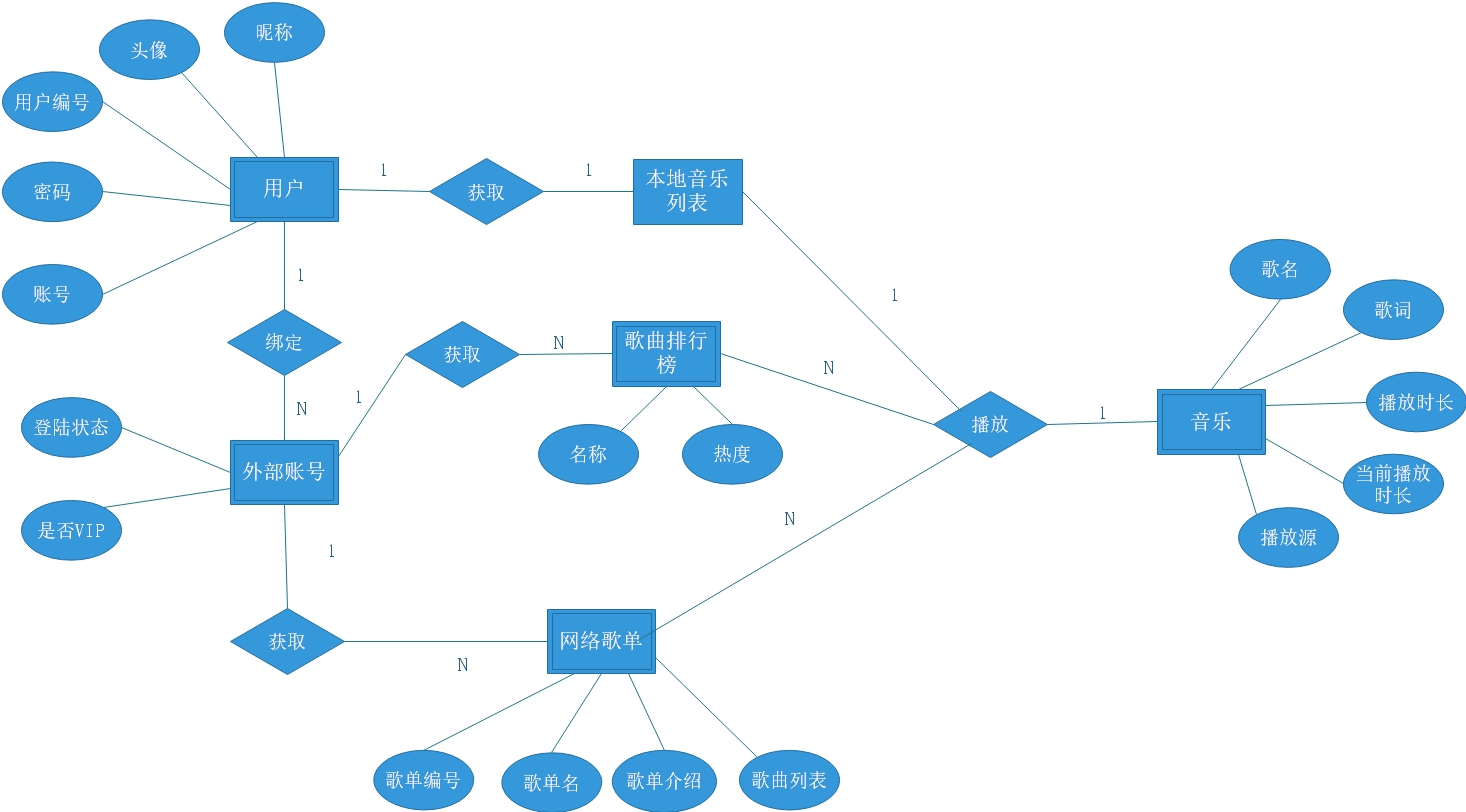 昵称
头像
用户编号
用户
1
获取
1
本地音乐
列表
密码
账号
1
1
歌名
歌词
绑定
1
获取
N
歌曲排行
榜
N
播放
1
音乐
播放时长
N
登陆状态
外部账号
名称
热度
当前播放
时长
是否VIP
N
播放源
1
获取
N
网络歌单
歌单编号
歌单名
歌单介绍
歌曲列表